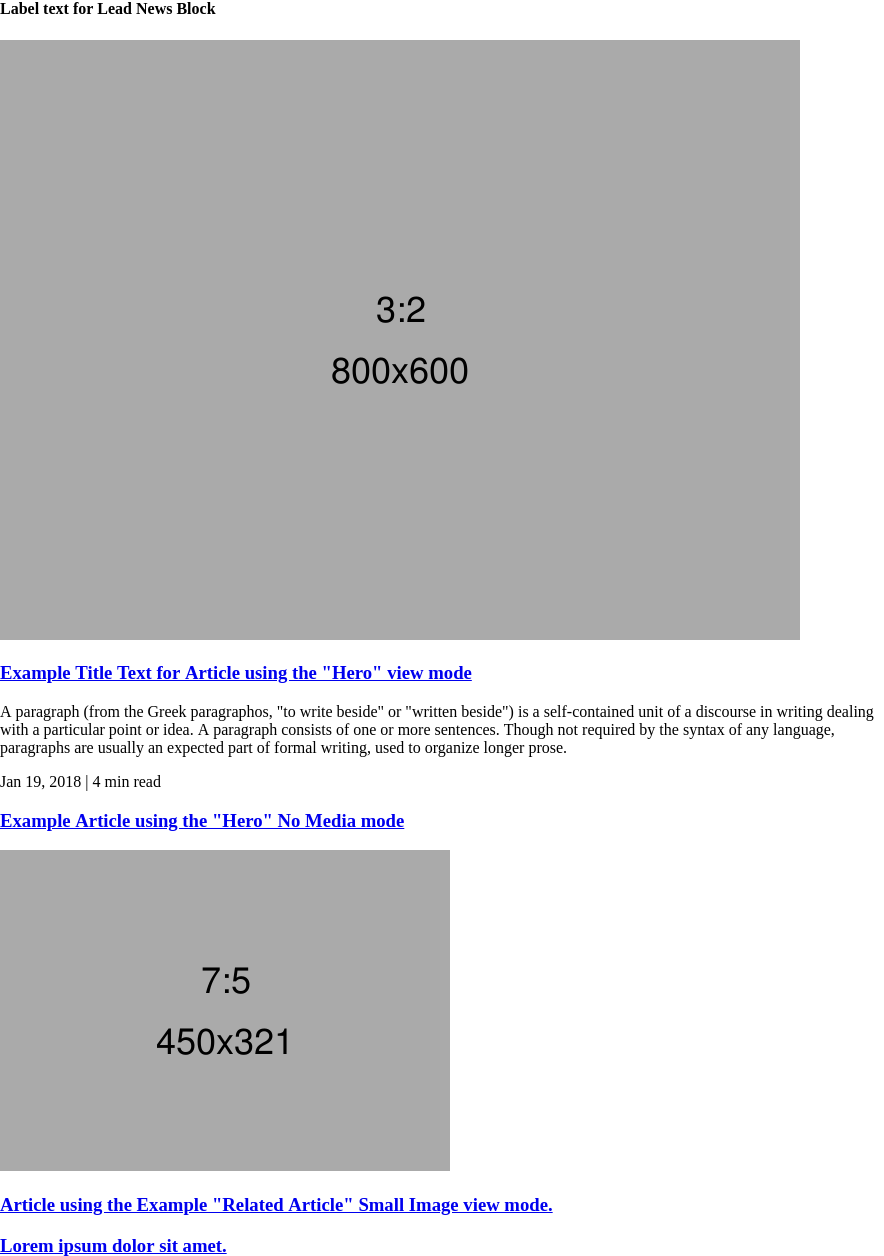 Label text for Lead News Block
3:2
800x600
Example Title Text for Article using the "Hero" view mode
A paragraph (from the Greek paragraphos, "to write beside" or "written beside") is a self-contained unit of a discourse in writing dealing
with a particular point or idea. A paragraph consists of one or more sentences. Though not required by the syntax of any language,
paragraphs are usually an expected part of formal writing, used to organize longer prose.
Jan 19, 2018 | 4 min read
Example Article using the "Hero" No Media mode
7:5
450x321
Article using the Example "Related Article" Small Image view mode.
Lorem ipsum dolor sit amet.